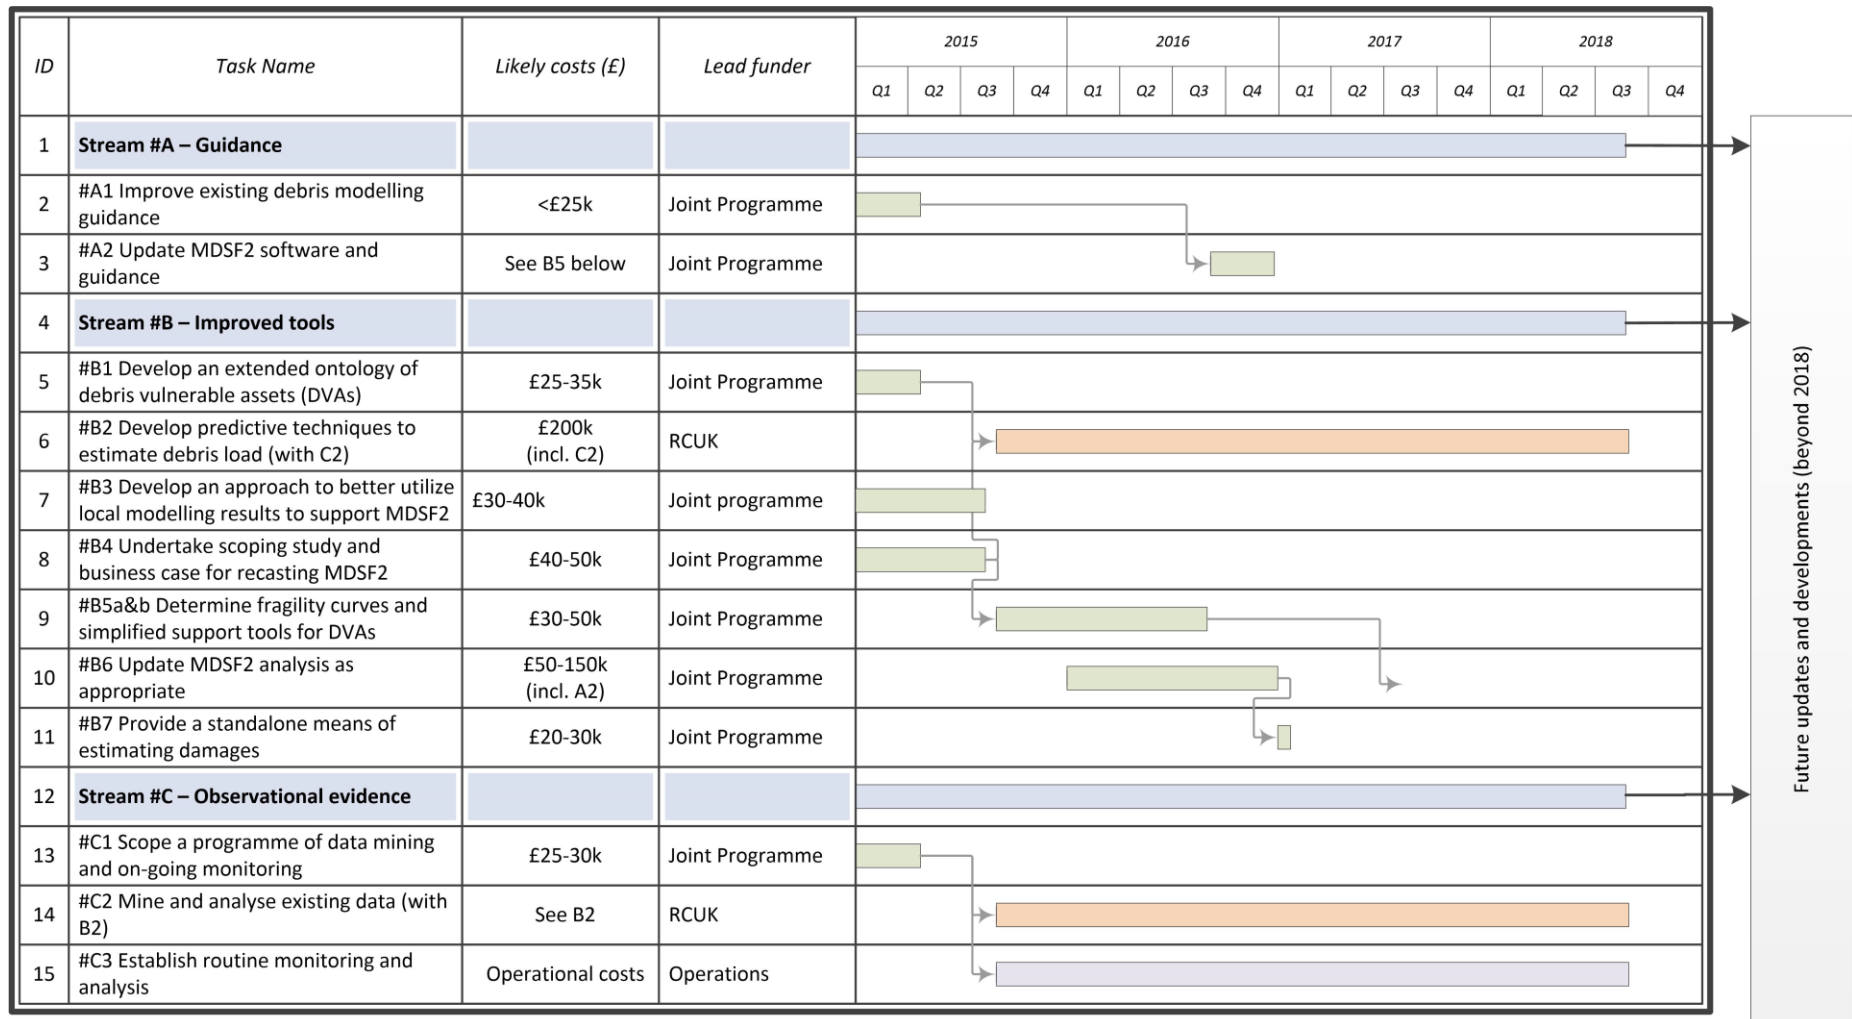 ID
Task Name
Likely costs (£)
Lead funder
2015
2016
2017
2018
Q1 Q2 Q3 Q4 Q1 Q2 Q3 Q4 Q1 Q2 Q3 Q4 Q1 Q2 Q3 Q4
1
Stream #A – Guidance
2
#A1 Improve existing debris modelling
guidance
<£25k
Joint Programme
3
#A2 Update MDSF2 software and
guidance
See B5 below
Joint Programme
4
Stream #B – Improved tools
5
#B1 Develop an extended ontology of
debris vulnerable assets (DVAs)
£25-35k
Joint Programme
6
#B2 Develop predictive techniques to
estimate debris load (with C2)
£200k
(incl. C2)
RCUK
7
#B3 Develop an approach to better utilize
local modelling results to support MDSF2
£30-40k
Joint programme
8
#B4 Undertake scoping study and
business case for recasting MDSF2
£40-50k
Joint Programme
9
#B5a&b Determine fragility curves and
simplified support tools for DVAs
£30-50k
Joint Programme
10
#B6 Update MDSF2 analysis as
appropriate
£50-150k
(incl. A2)
Joint Programme
11
#B7 Provide a standalone means of
estimating damages
£20-30k
Joint Programme
12
Stream #C – Observational evidence
13
#C1 Scope a programme of data mining
and on-going monitoring
£25-30k
Joint Programme
14
#C2 Mine and analyse existing data (with
B2)
See B2
RCUK
15
#C3 Establish routine monitoring and
analysis
Operational costs
Operations
Future updates and developments (beyond 2018)